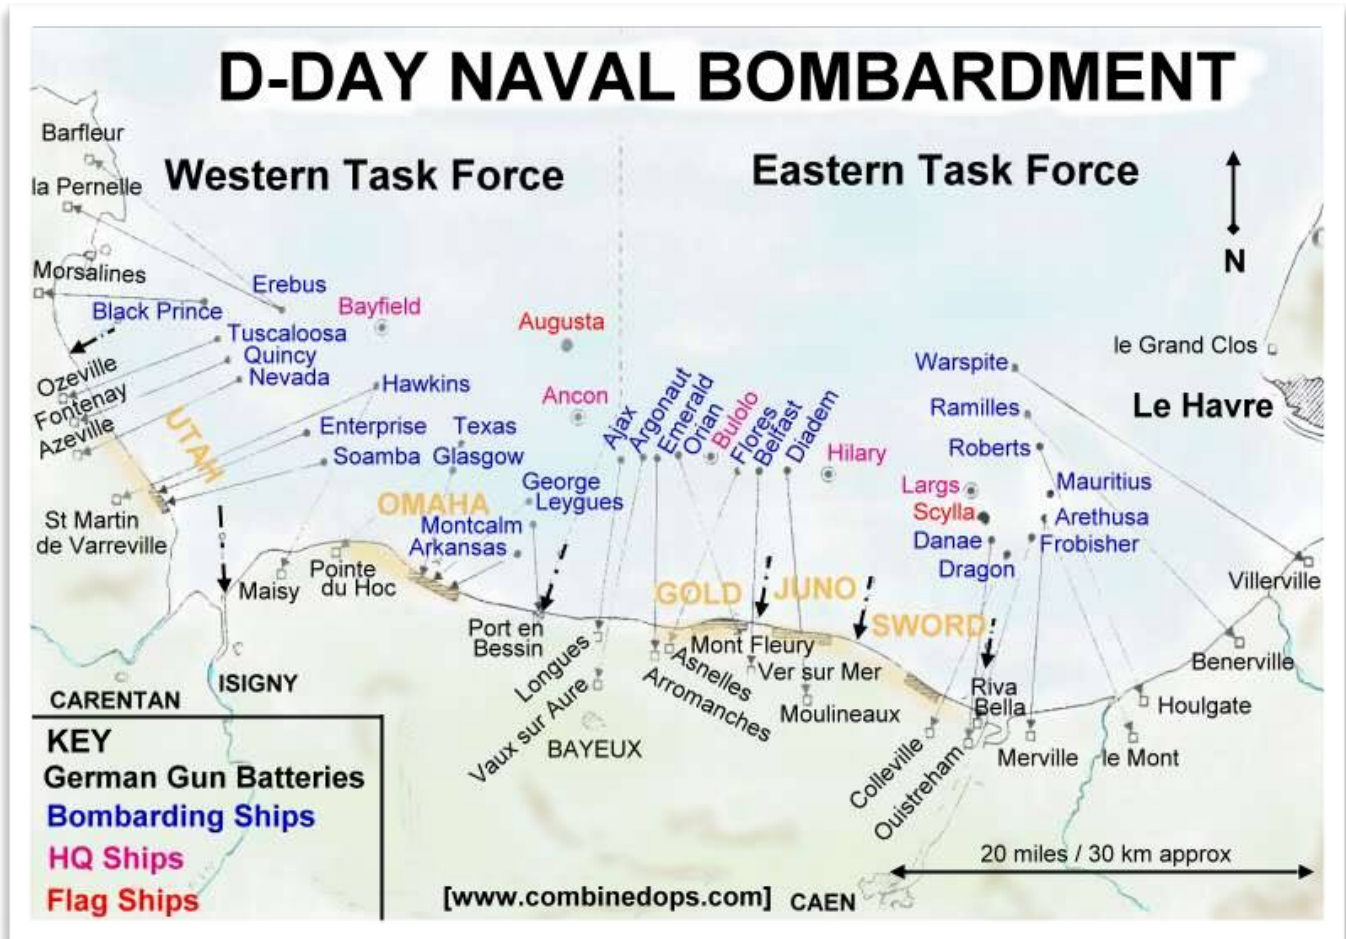 D-DAY NAVAL BOMBARDMENT
Western Task Force
Eastern Task Force
Barfleur
la Pernelle
Morsalines
Erebus
Black Prince
Bayfield
Augusta
Tuscaloosa
Quincy
Nevada
Hawkins
Ozeville
Fontenay
Azeville
UTAH
Enterprise
Texas
Soamba
Glasgow
Ancon
George
Leygues
OMAHA
Montcalm
Arkansas
St Martin
de Varreville
Maisy
Pointe
du Hoc
Port en
Bessin
Ajax
Argonaut
Emerald
Orian
Bulolo
Flores
Belfast
Diadem
Hilary
N
le Grand Clos
Le Havre
Warspite
Ramilles
Roberts
Mauritius
Largs
Scylla
Arethusa
Danae
Frobisher
Dragon
Villerville
GOLD
JUNO
SWORD
Longues
Vaux sur Aure
Mont Fleury
Asnelles
Ver sur Mer
Arromanches
Moulineaux
BAYEUX
Riva
Bella
Benerville
Houlgate
Colleville
Ouistreham
Merville
le Mont
CARENTAN
ISIGNY
KEY
German Gun Batteries
Bombarding Ships
HQ Ships
Flag Ships
20 miles / 30 km approx
[www.combinedops.com]
CAEN